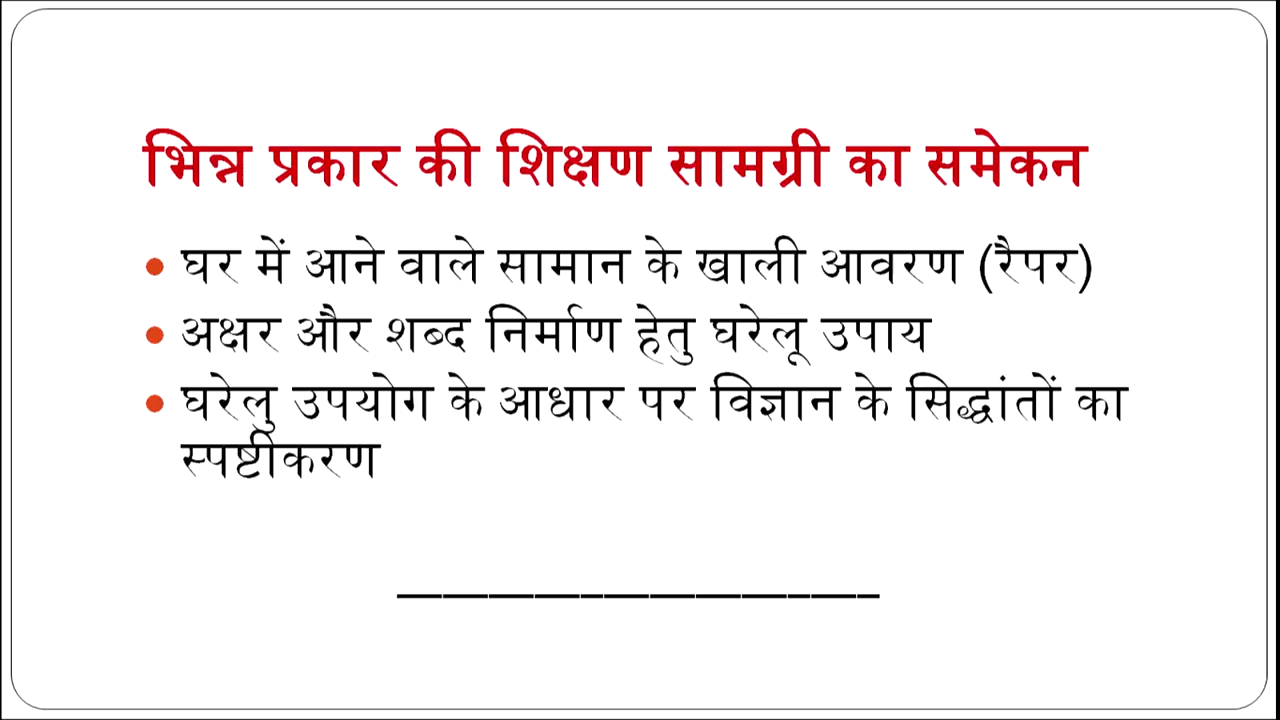 भिन्न प्रकार की शिक्षण सामग्री का समेकन
• घर में आने वाले सामान के खाली आवरण (रैपर)
• अक्षर और शब्द निर्माण हेतु घरेलू उपाय
• घरेलु उपयोग के आधार पर विज्ञान के सिद्धांतों का
स्पष्टीकरण